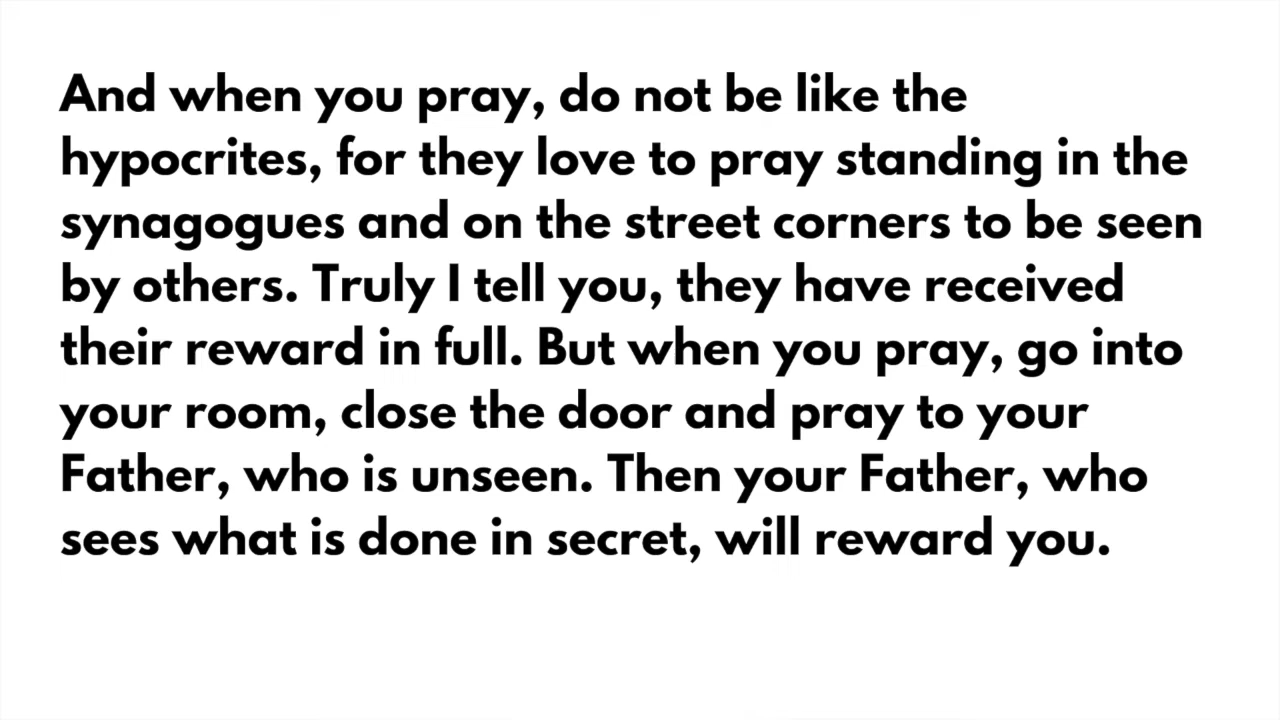 And when you pray, do not be like the
hypocrites, for they love to pray standing in the
synagogues and on the street corners to be seen
by others. Truly I tell you, they have received
their reward in full. But when you pray, go into
your room, close the door and pray to your
Father, who is unseen. Then your Father, who
sees what is done in secret, will reward you.